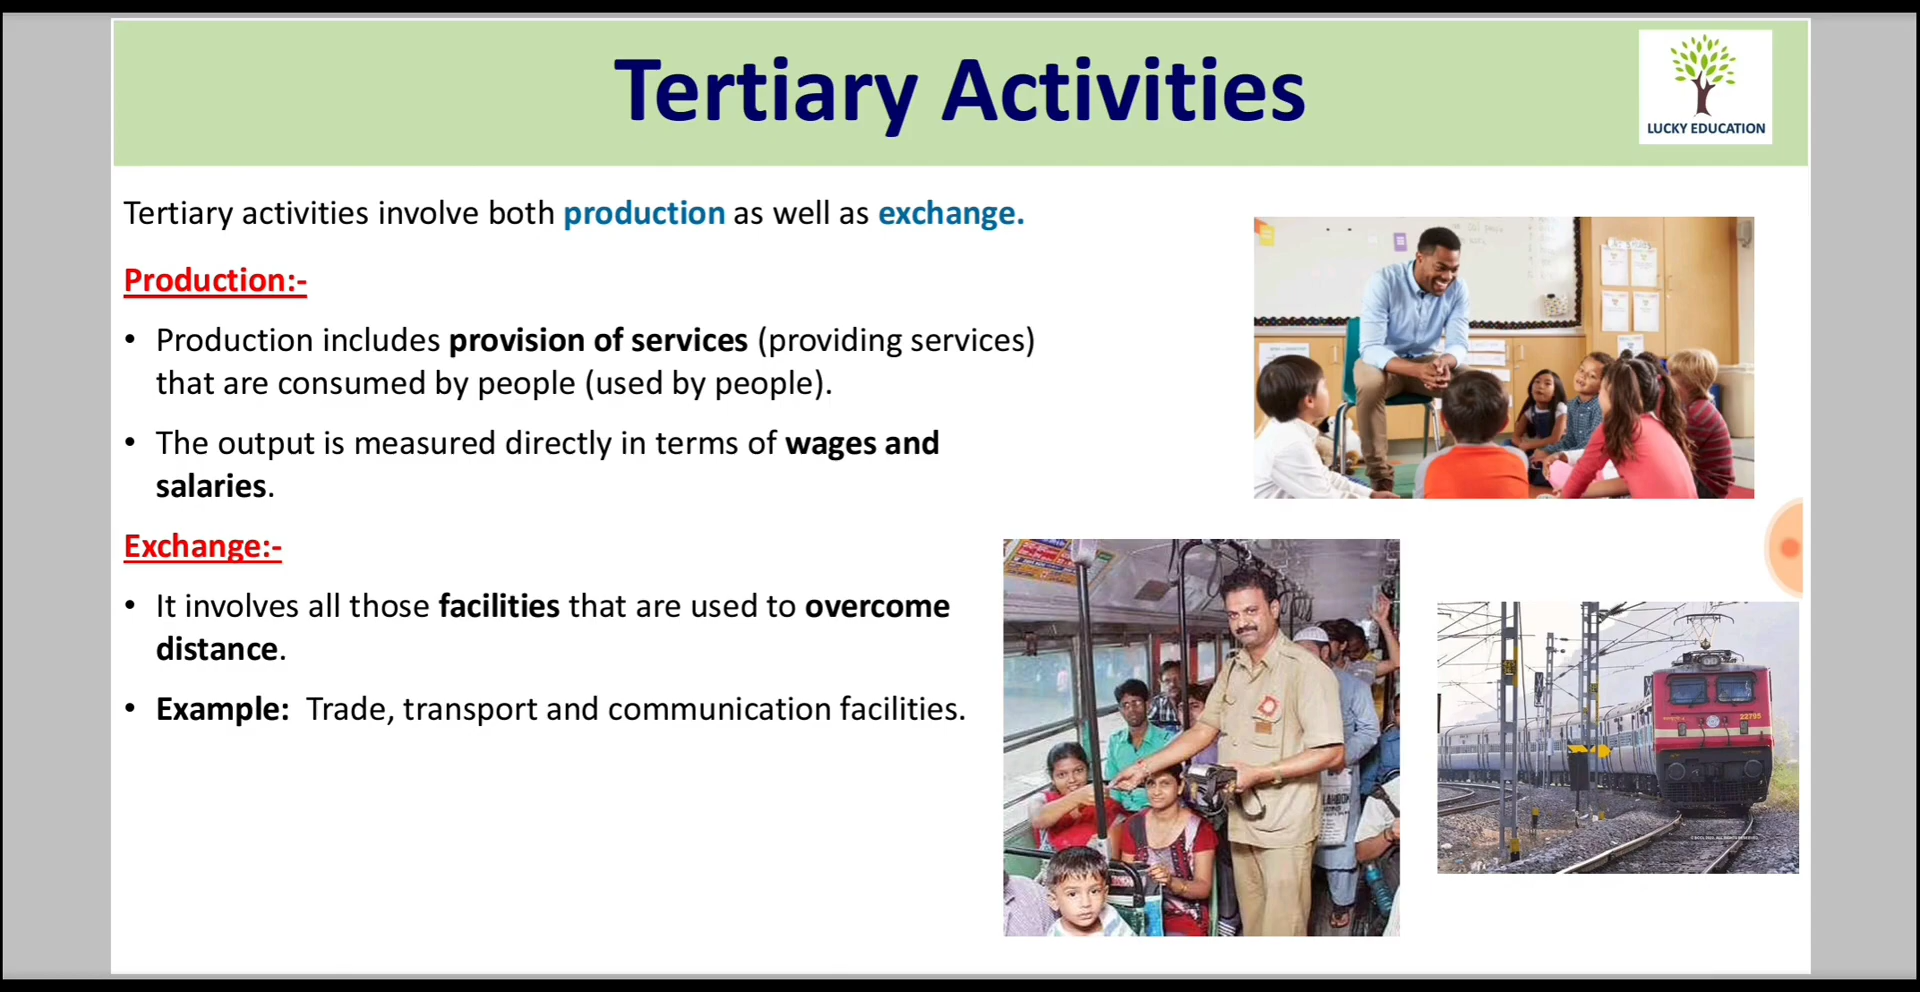 Tertiary Activities
LUCKY EDUCATION
Tertiary activities involve both production as well as exchange.
Production:-
• Production includes provision of services (providing services)
that are consumed by people (used by people).
• The output is measured directly in terms of wages and
salaries.
Exchange:-
• It involves all those facilities that are used to overcome
distance.
• Example: Trade, transport and communication facilities.
22795